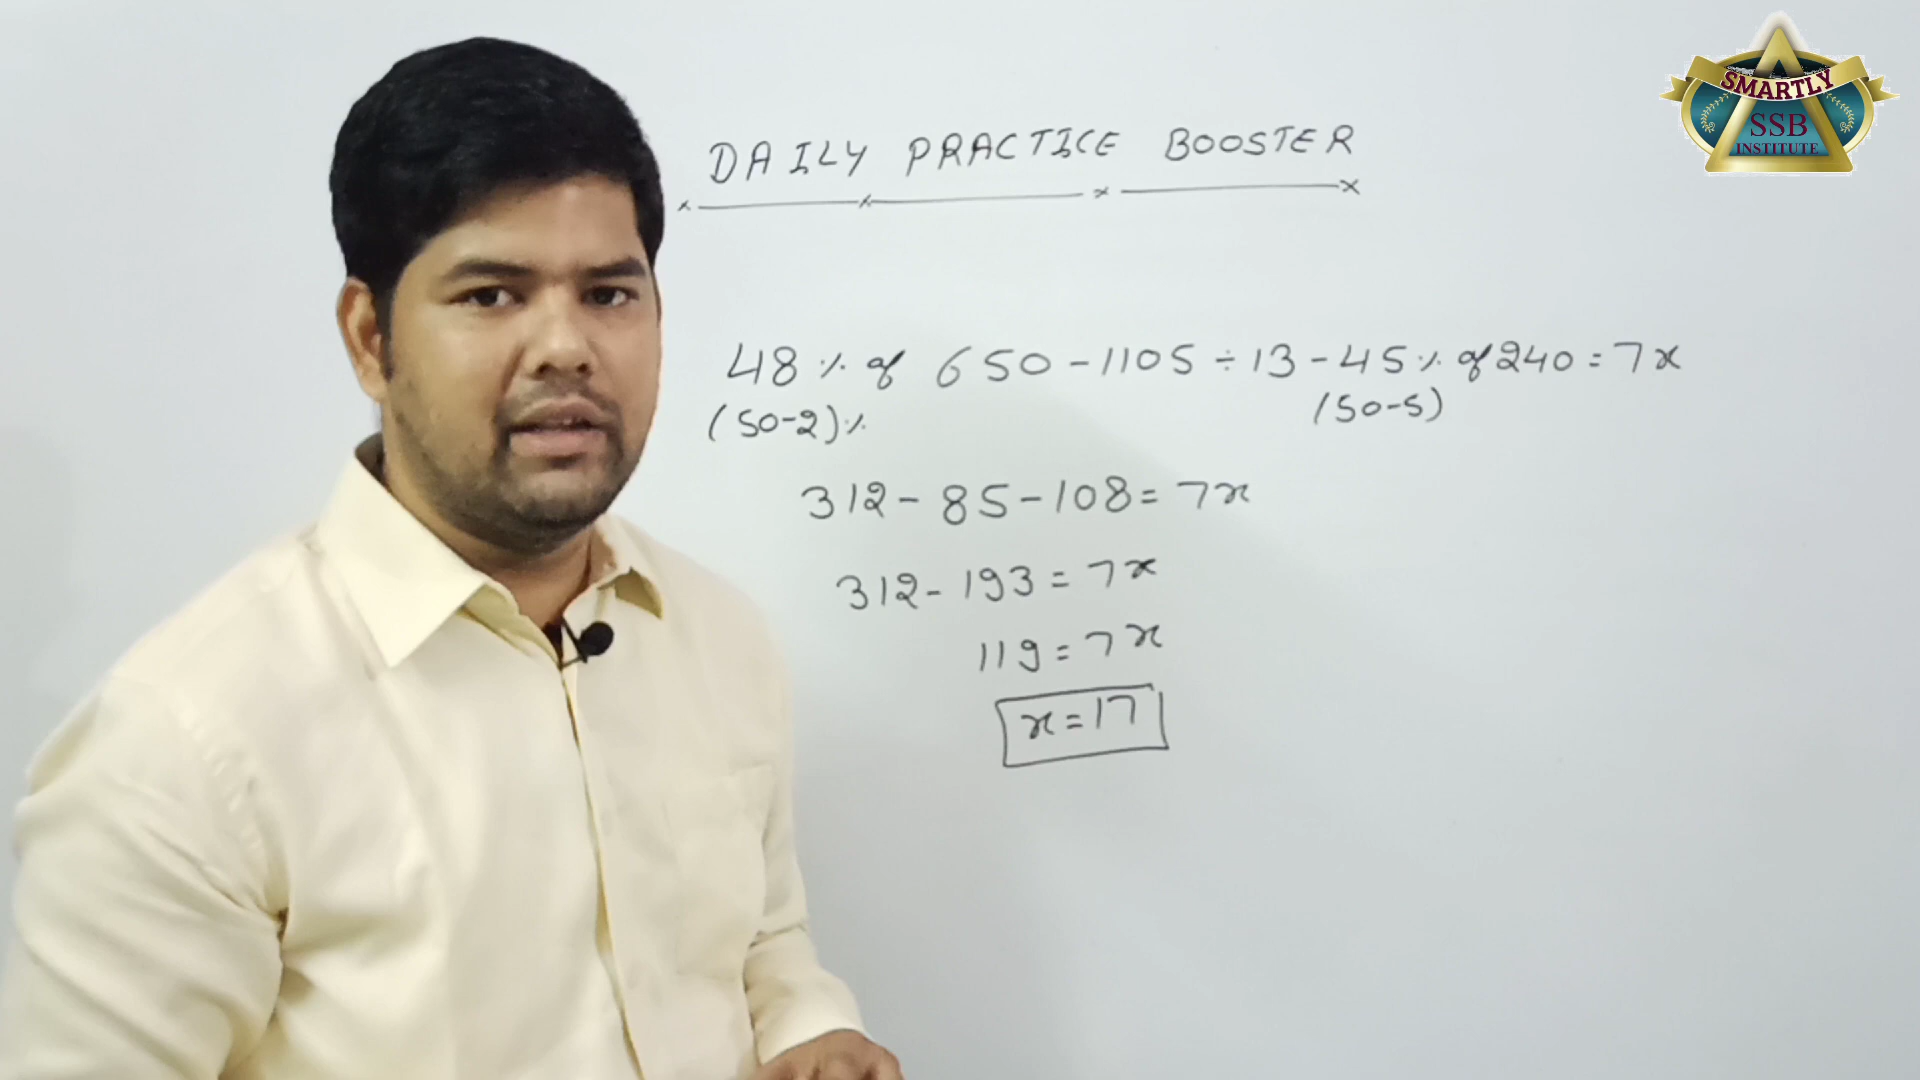 SMARTLY
SSB
INSTITUTE
DAILY PRACTICE BOOSTER
48 % of 650 - 1105 ÷ 13 - 45 % of 240 = 7x
(50-2)% (50-5)
312 - 85 - 108 = 7x
312 - 193 = 7x
119 = 7x
x = 17